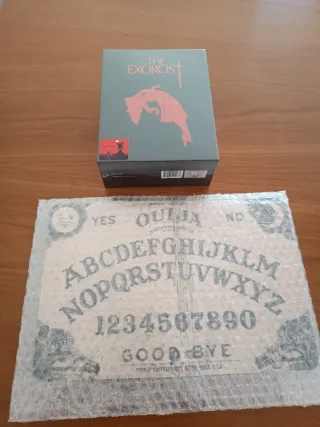 THE
EXORCIST
YES OUIJA NO
ABCDEFGHIJKLM
NOPQRSTUVWXYZ
1234567890
GOOD BYE